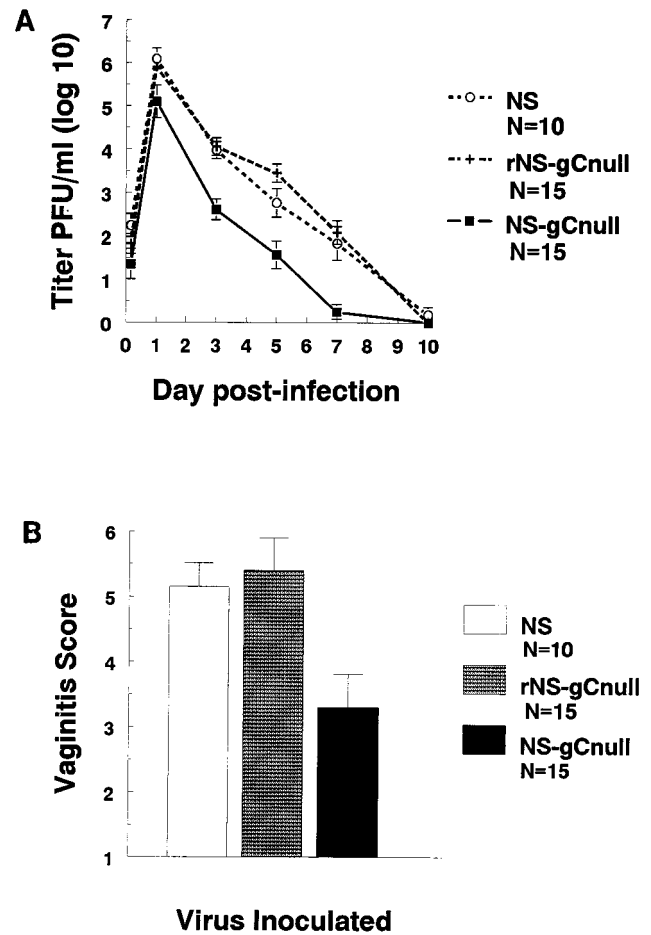 A
Titer PFU/ml (log 10)
7
6
5
4
3
2
1
0
0 1 2 3 4 5 6 7 8 9 10
Day post-infection
NS
N=10
rNS-gCnull
N=15
NS-gCnull
N=15
B
Vaginitis Score
6
5
4
3
2
1
Virus Inoculated
NS
N=10
rNS-gCnull
N=15
NS-gCnull
N=15